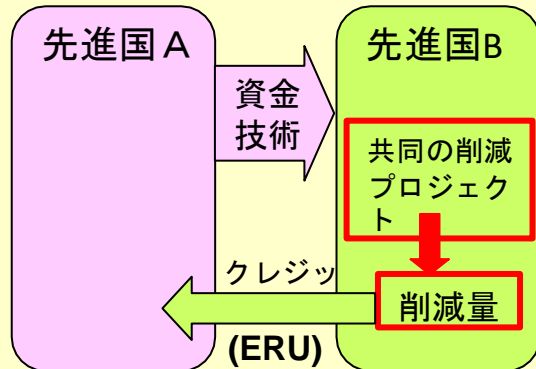 先進国A
先進国B
資金
技術
共同の削減
プロジェク
ト
クレジッ
削減量
(ERU)